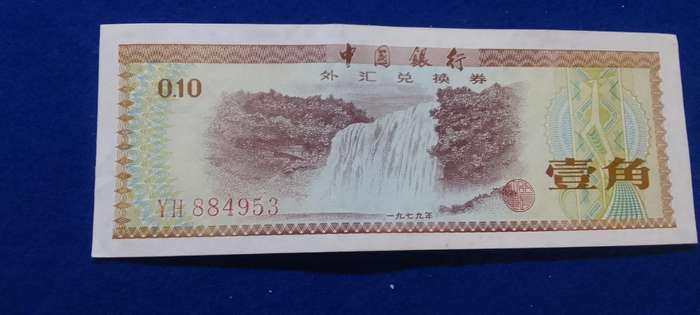 中国银行
外汇兑换券
0.10
壹角
YH 884953
一九七九年